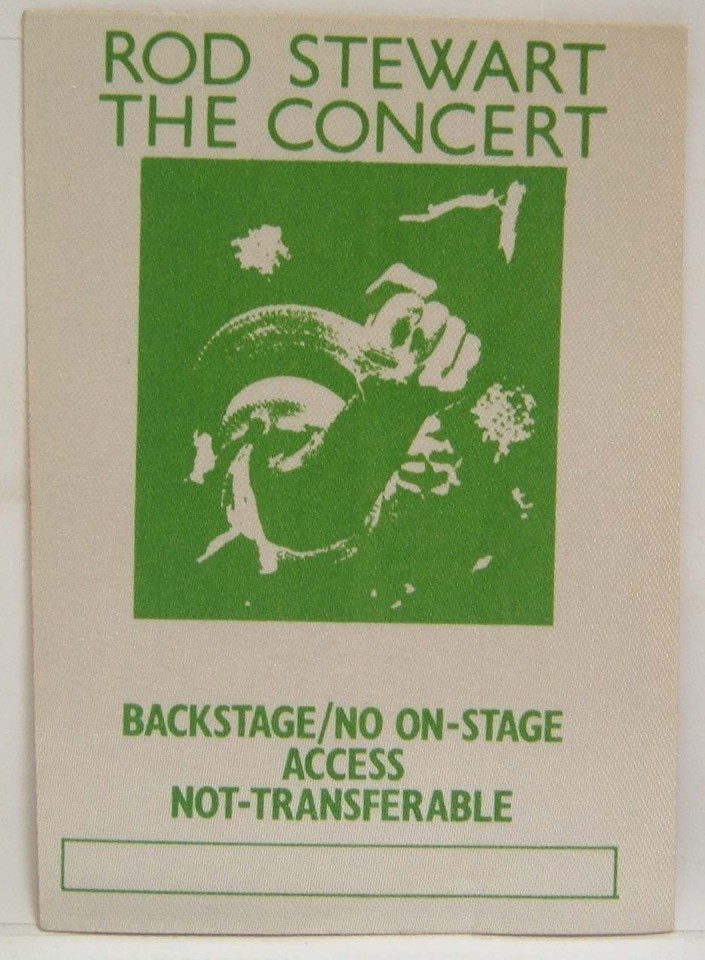 ROD STEWART
THE CONCERT
BACKSTAGE/NO ON-STAGE
ACCESS
NOT-TRANSFERABLE